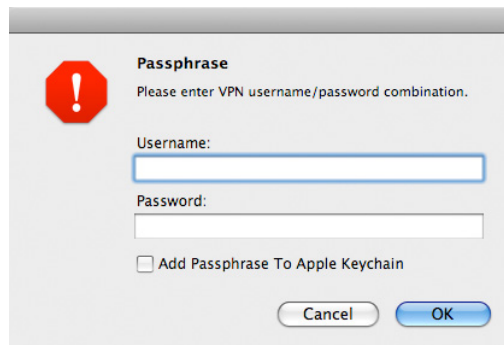 Passphrase
Please enter VPN username/password combination.
Username:
Password:
Add Passphrase To Apple Keychain
Cancel OK